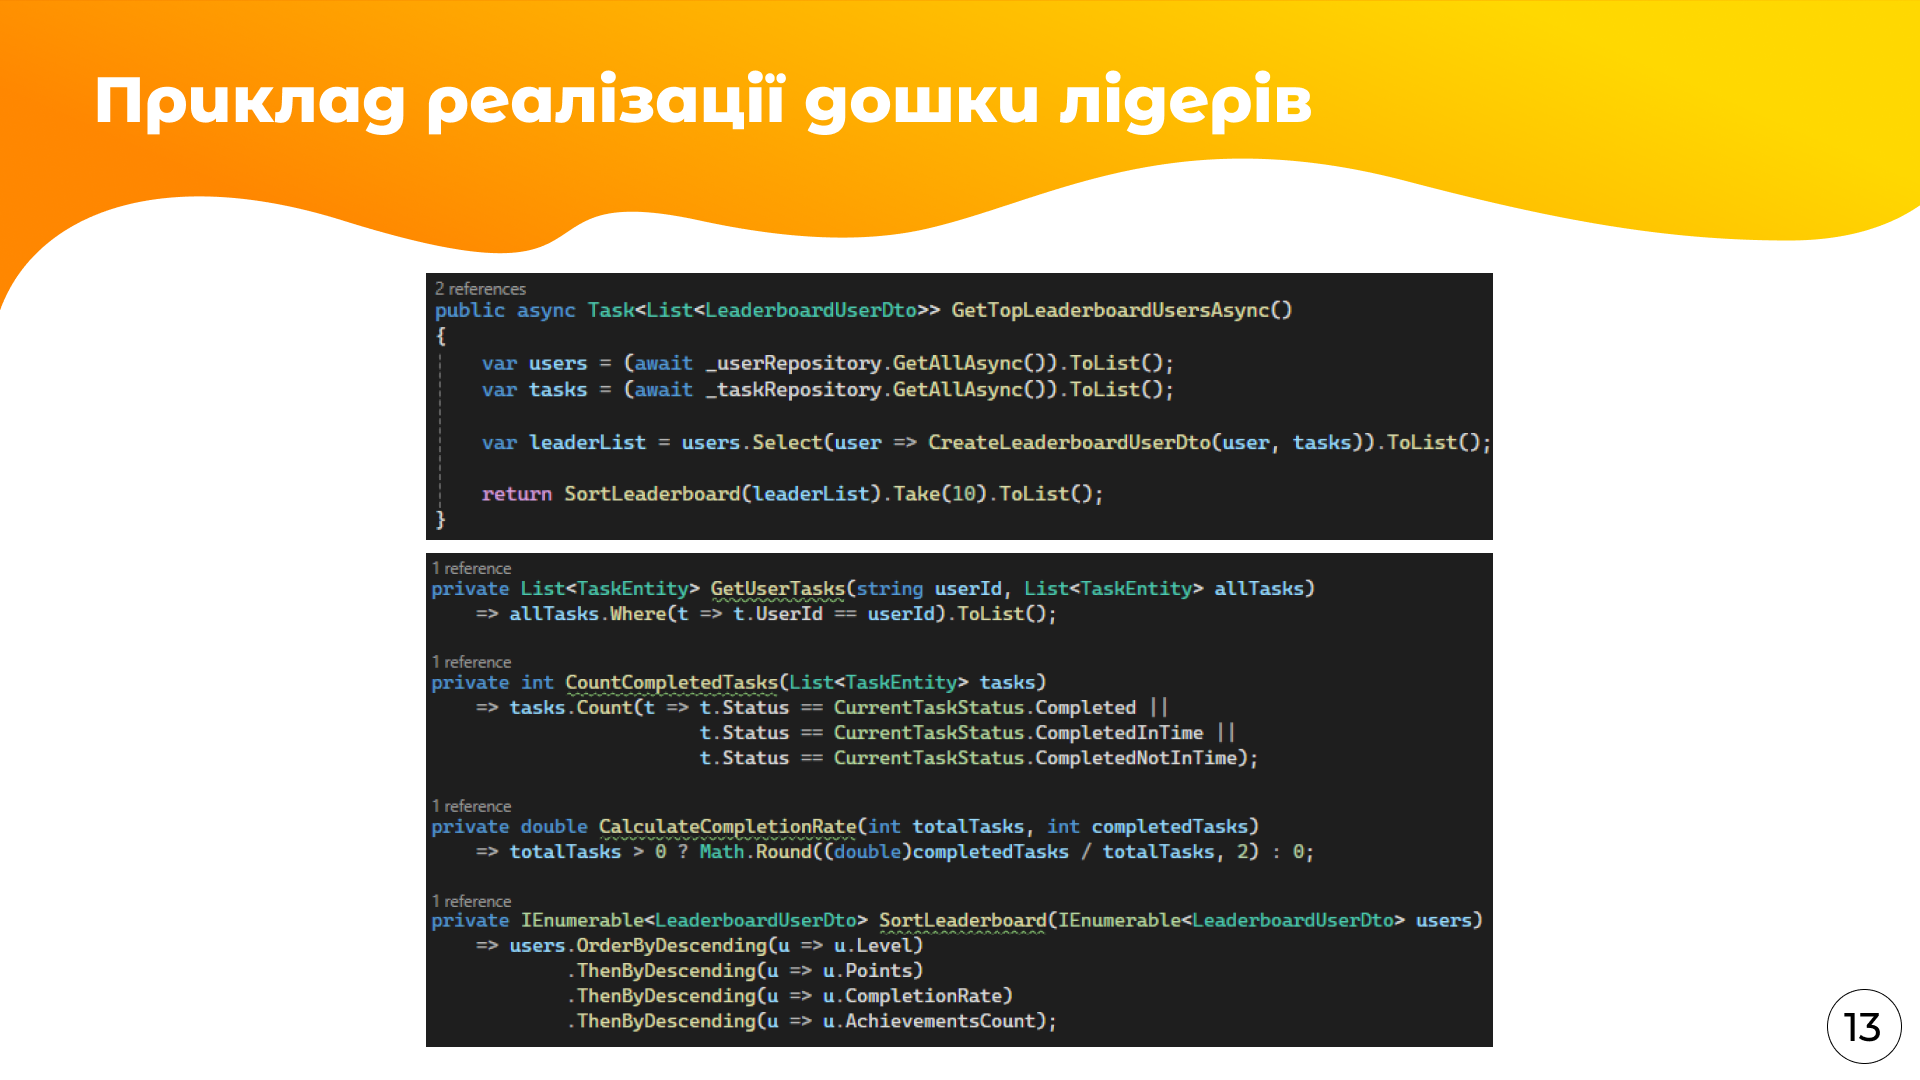 Приклад реалізації дошки лідерів
2 references
public async Task<List<LeaderboardUserDto>> GetTopLeaderboardUsersAsync()
{
    var users = (await _userRepository.GetAllAsync()).ToList();
    var tasks = (await _taskRepository.GetAllAsync()).ToList();
    var leaderList = users.Select(user => CreateLeaderboardUserDto(user, tasks)).ToList();
    return SortLeaderboard(leaderList).Take(10).ToList();
}
1 reference
private List<TaskEntity> GetUserTasks(string userId, List<TaskEntity> allTasks)
    => allTasks.Where(t => t.UserId == userId).ToList();
1 reference
private int CountCompletedTasks(List<TaskEntity> tasks)
    => tasks.Count(t => t.Status == CurrentTaskStatus.Completed ||
                        t.Status == CurrentTaskStatus.CompletedInTime ||
                        t.Status == CurrentTaskStatus.CompletedNotInTime);
1 reference
private double CalculateCompletionRate(int totalTasks, int completedTasks)
    => totalTasks > 0 ? Math.Round((double)completedTasks / totalTasks, 2) : 0;
1 reference
private IEnumerable<LeaderboardUserDto> SortLeaderboard(IEnumerable<LeaderboardUserDto> users)
    => users.OrderByDescending(u => u.Level)
            .ThenByDescending(u => u.Points)
            .ThenByDescending(u => u.CompletionRate)
            .ThenByDescending(u => u.AchievementsCount);
13